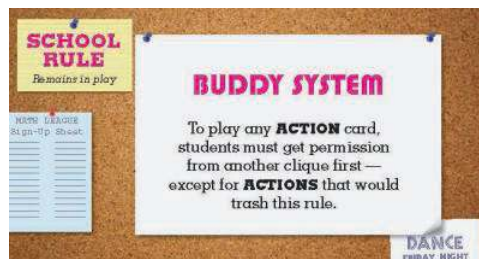 SCHOOL
RULE
Remains in play
MATH LEAGUE
Sign-Up Sheet
BUDDY SYSTEM
To play any ACTION card,
students must get permission
from another clique first —
except for ACTIONS that would
trash this rule.
DANCE
FRIDAY NIGHT